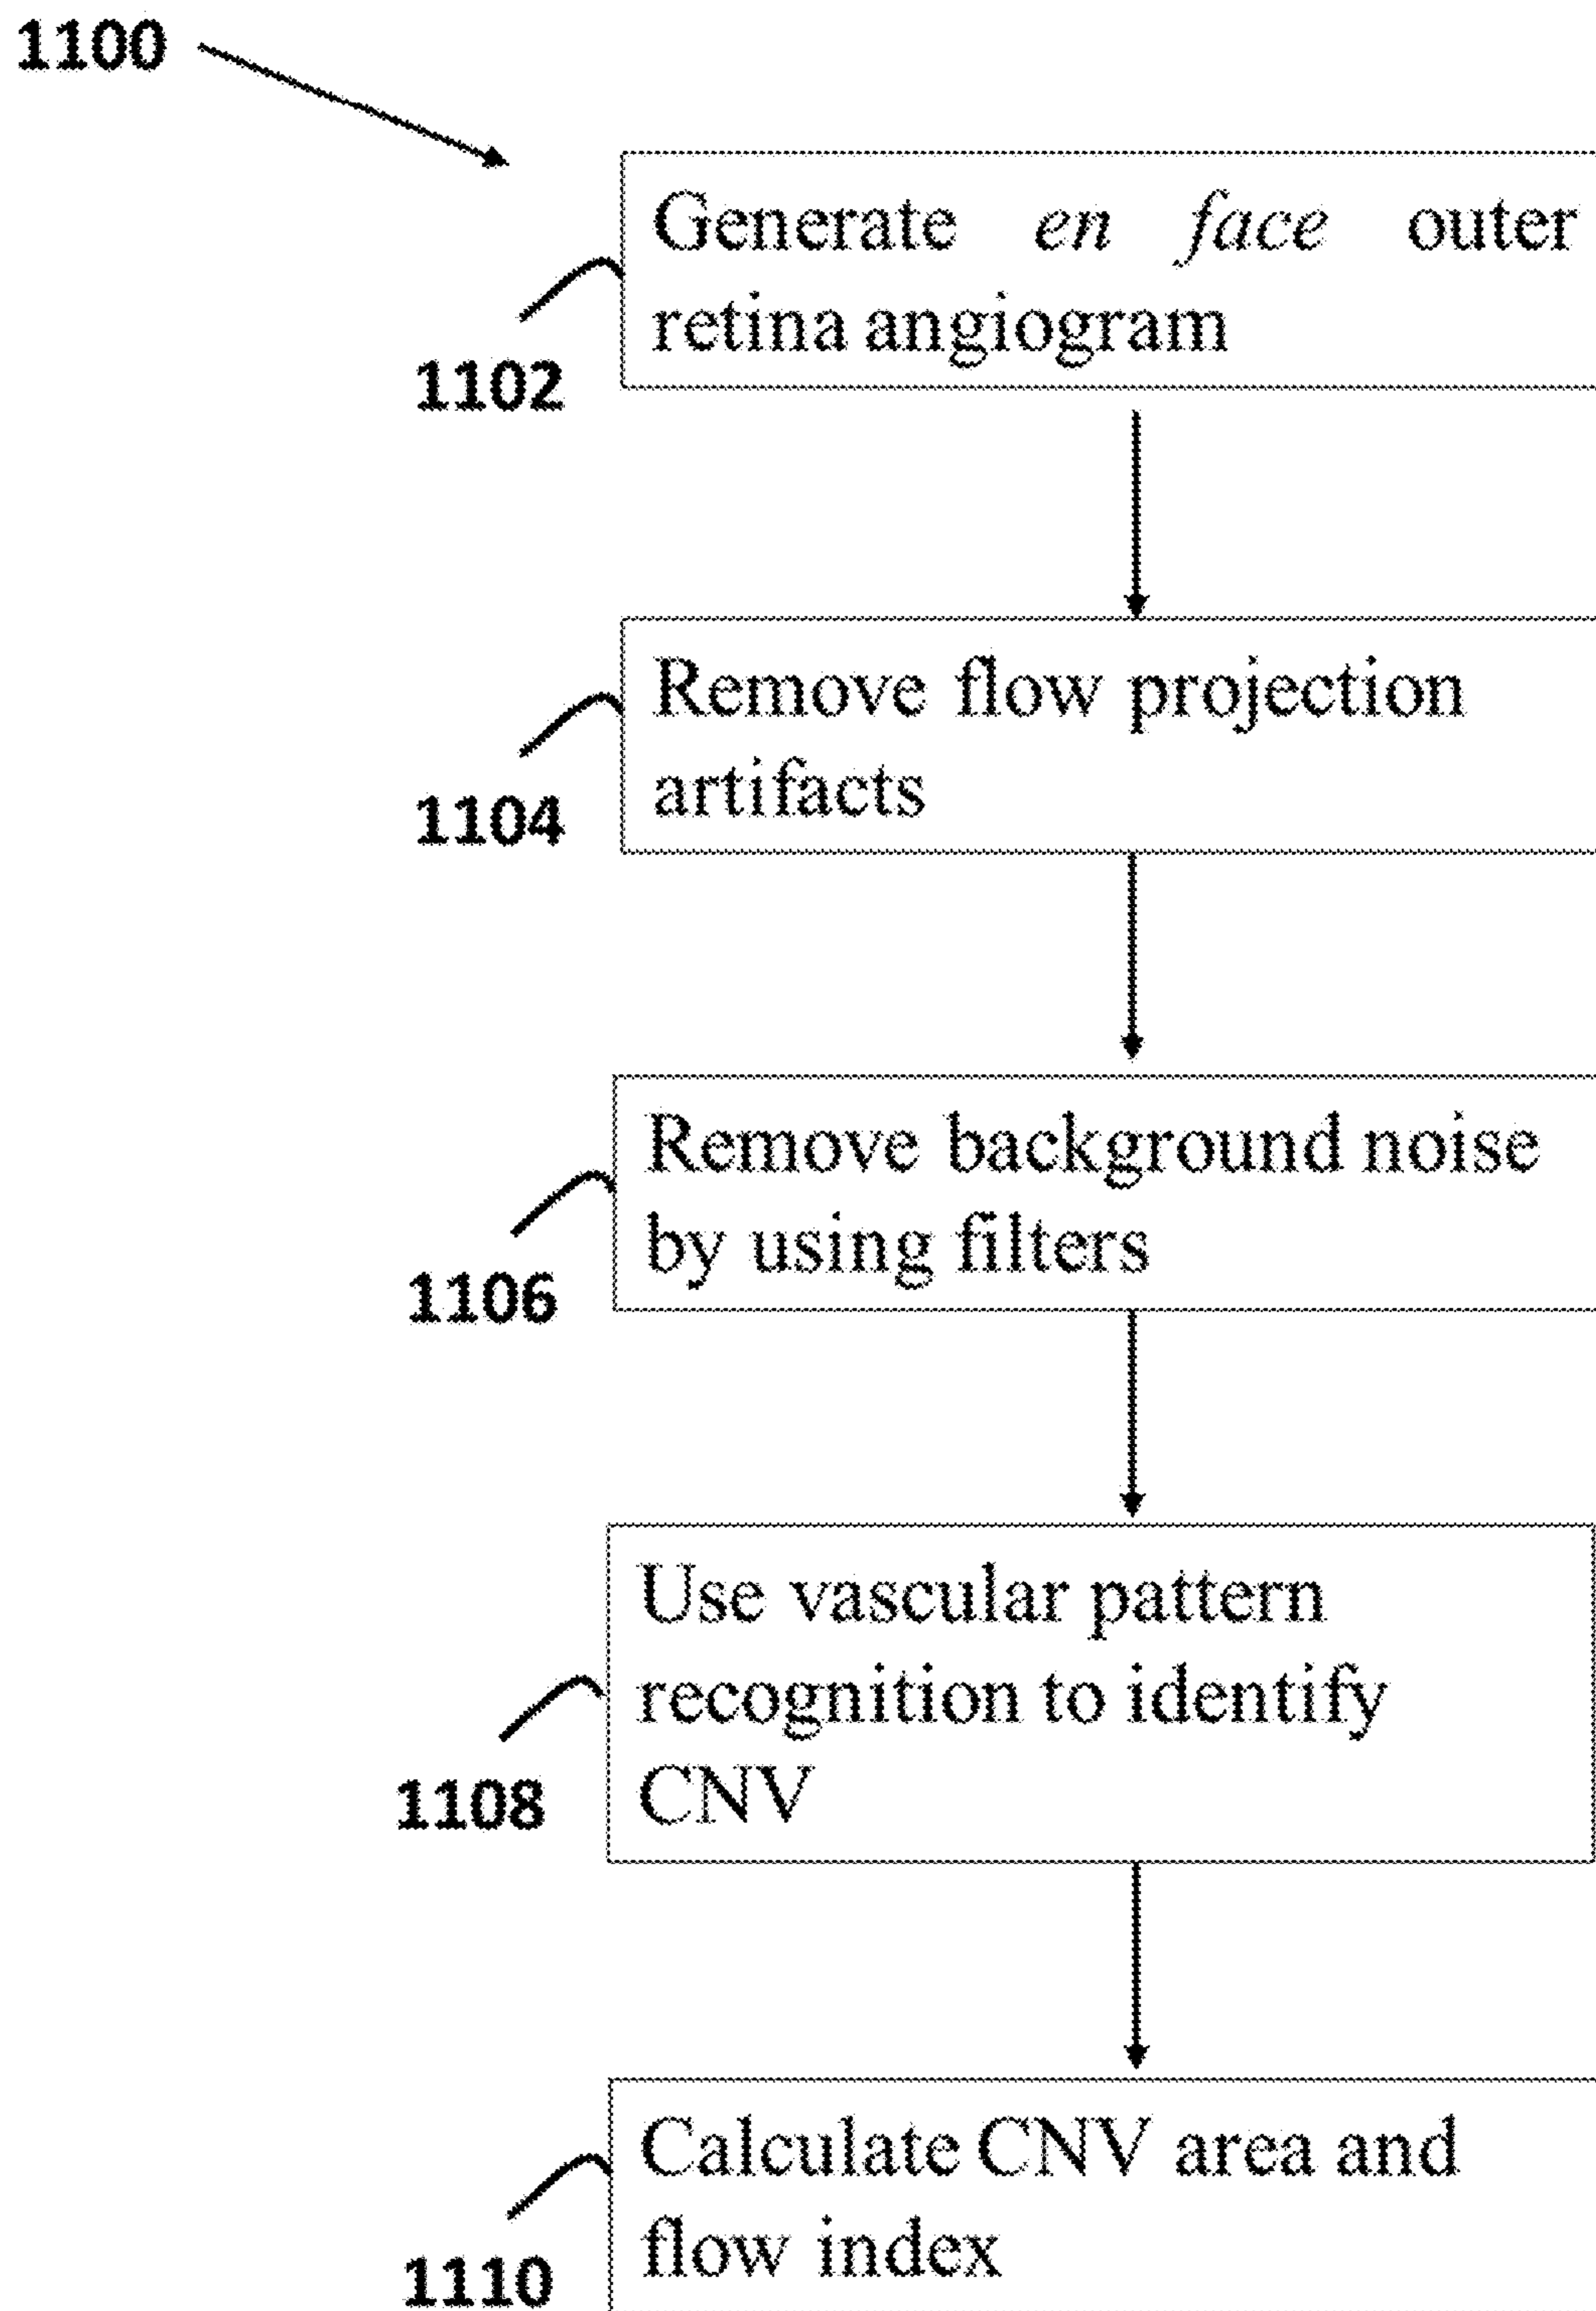 1100
Generate en face outer
retina angiogram
1102
Remove flow projection
artifacts
1104
Remove background noise
by using filters
1106
Use vascular pattern
recognition to identify
CNV
1108
Calculate CNV area and
flow index
1110